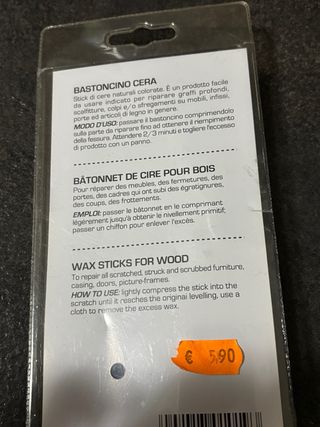 BASTONCINO CERA
Stick di cere naturali colorate. È un prodotto facile
da usare indicato per riparare graffi profondi,
scalfitture, colpi e/o sfregamenti su mobili, infissi,
porte ed articoli di legno in genere.
MODO D'USO: passare il bastoncino comprimendolo
sulla parte da riparare fino ad ottenere il riempimento
della fessura. Attendere 2/3 minuti e togliere l'eccesso
di prodotto con un panno.
BÂTONNET DE CIRE POUR BOIS
Pour réparer des meubles, des fermetures, des
portes, des cadres qui ont subi des égratignures,
des coups, des frottements.
EMPLOI: passer le bâtonnet en le comprimant
légèrement jusqu'à obtenir le nivellement primitif;
passer un chiffon pour enlever l'excès.
WAX STICKS FOR WOOD
To repair all scratched, struck and scrubbed furniture,
casing, doors, picture-frames.
HOW TO USE: lightly compress the stick into the
scratch until it reaches the original levelling, use a
cloth to remove the excess wax.
€ 5,90